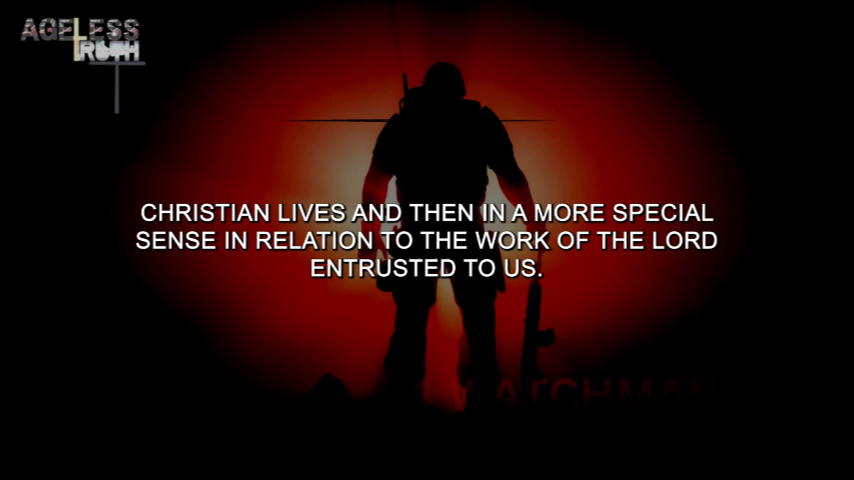 AGELESS
TRUTH
CHRISTIAN LIVES AND THEN IN A MORE SPECIAL
SENSE IN RELATION TO THE WORK OF THE LORD
ENTRUSTED TO US.
WATCHMAN